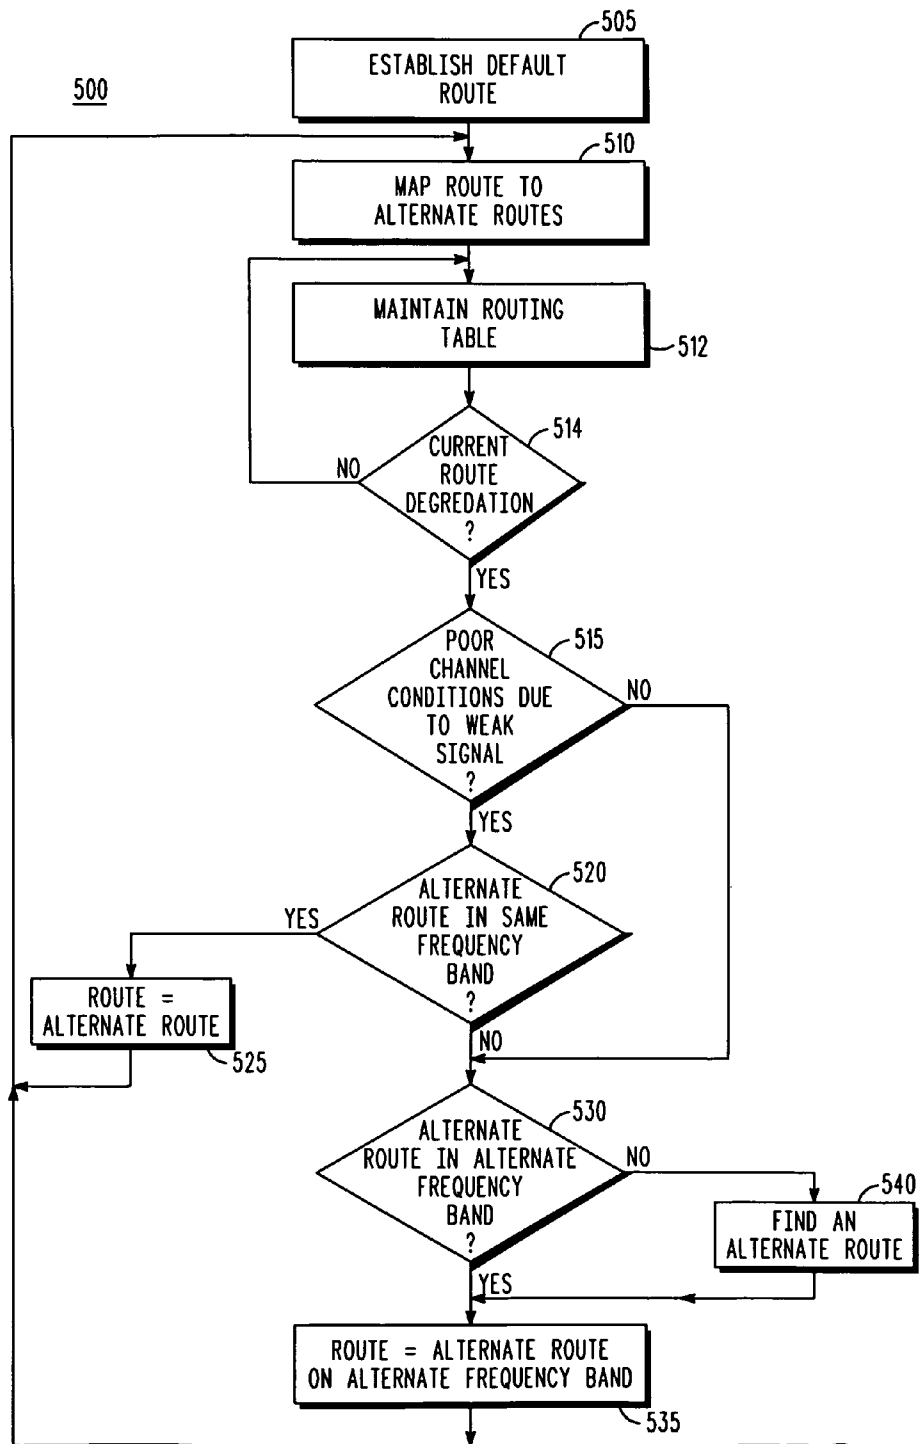 505
ESTABLISH DEFAULT
ROUTE
500
510
MAP ROUTE TO
ALTERNATE ROUTES
MAINTAIN ROUTING
TABLE
512
514
CURRENT
ROUTE
DEGREDATION
?
NO
YES
515
POOR
CHANNEL
CONDITIONS DUE
TO WEAK
SIGNAL
?
NO
YES
520
ALTERNATE
ROUTE IN SAME
FREQUENCY
BAND
?
YES
NO
ROUTE =
ALTERNATE ROUTE
525
530
ALTERNATE
ROUTE IN ALTERNATE
FREQUENCY
BAND
?
NO
YES
540
FIND AN
ALTERNATE ROUTE
ROUTE = ALTERNATE ROUTE
ON ALTERNATE FREQUENCY BAND
535